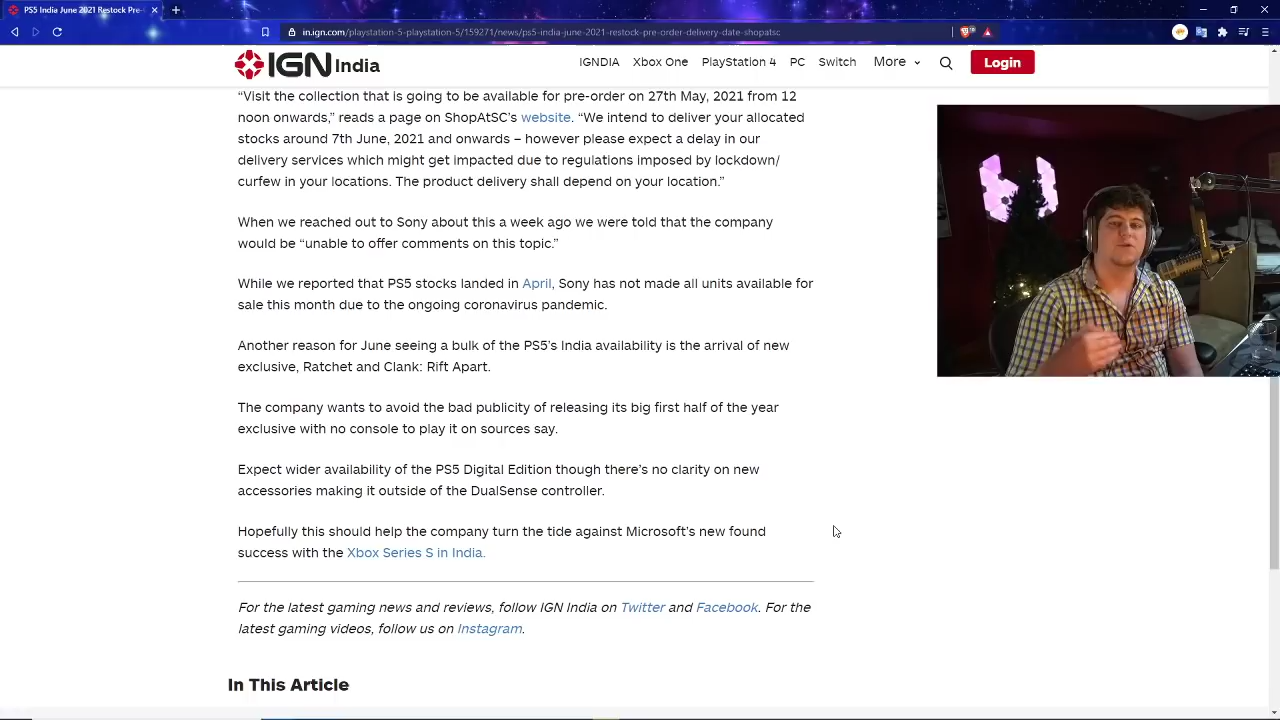 PS5 India June 2021 Restock Pre-
in.ign.com/playstation-5-playstation-5/159271/news/ps5-india-june-2021-restock-pre-order-delivery-date-shopatsc
IGN India
IGNDIA Xbox One PlayStation 4 PC Switch More Login
“Visit the collection that is going to be available for pre-order on 27th May, 2021 from 12
noon onwards,” reads a page on ShopAtSC’s website. “We intend to deliver your allocated
stocks around 7th June, 2021 and onwards – however please expect a delay in our
delivery services which might get impacted due to regulations imposed by lockdown/
curfew in your locations. The product delivery shall depend on your location.”
When we reached out to Sony about this a week ago we were told that the company
would be “unable to offer comments on this topic.”
While we reported that PS5 stocks landed in April, Sony has not made all units available for
sale this month due to the ongoing coronavirus pandemic.
Another reason for June seeing a bulk of the PS5’s India availability is the arrival of new
exclusive, Ratchet and Clank: Rift Apart.
The company wants to avoid the bad publicity of releasing its big first half of the year
exclusive with no console to play it on sources say.
Expect wider availability of the PS5 Digital Edition though there’s no clarity on new
accessories making it outside of the DualSense controller.
Hopefully this should help the company turn the tide against Microsoft’s new found
success with the Xbox Series S in India.
For the latest gaming news and reviews, follow IGN India on Twitter and Facebook. For the
latest gaming videos, follow us on Instagram.
In This Article